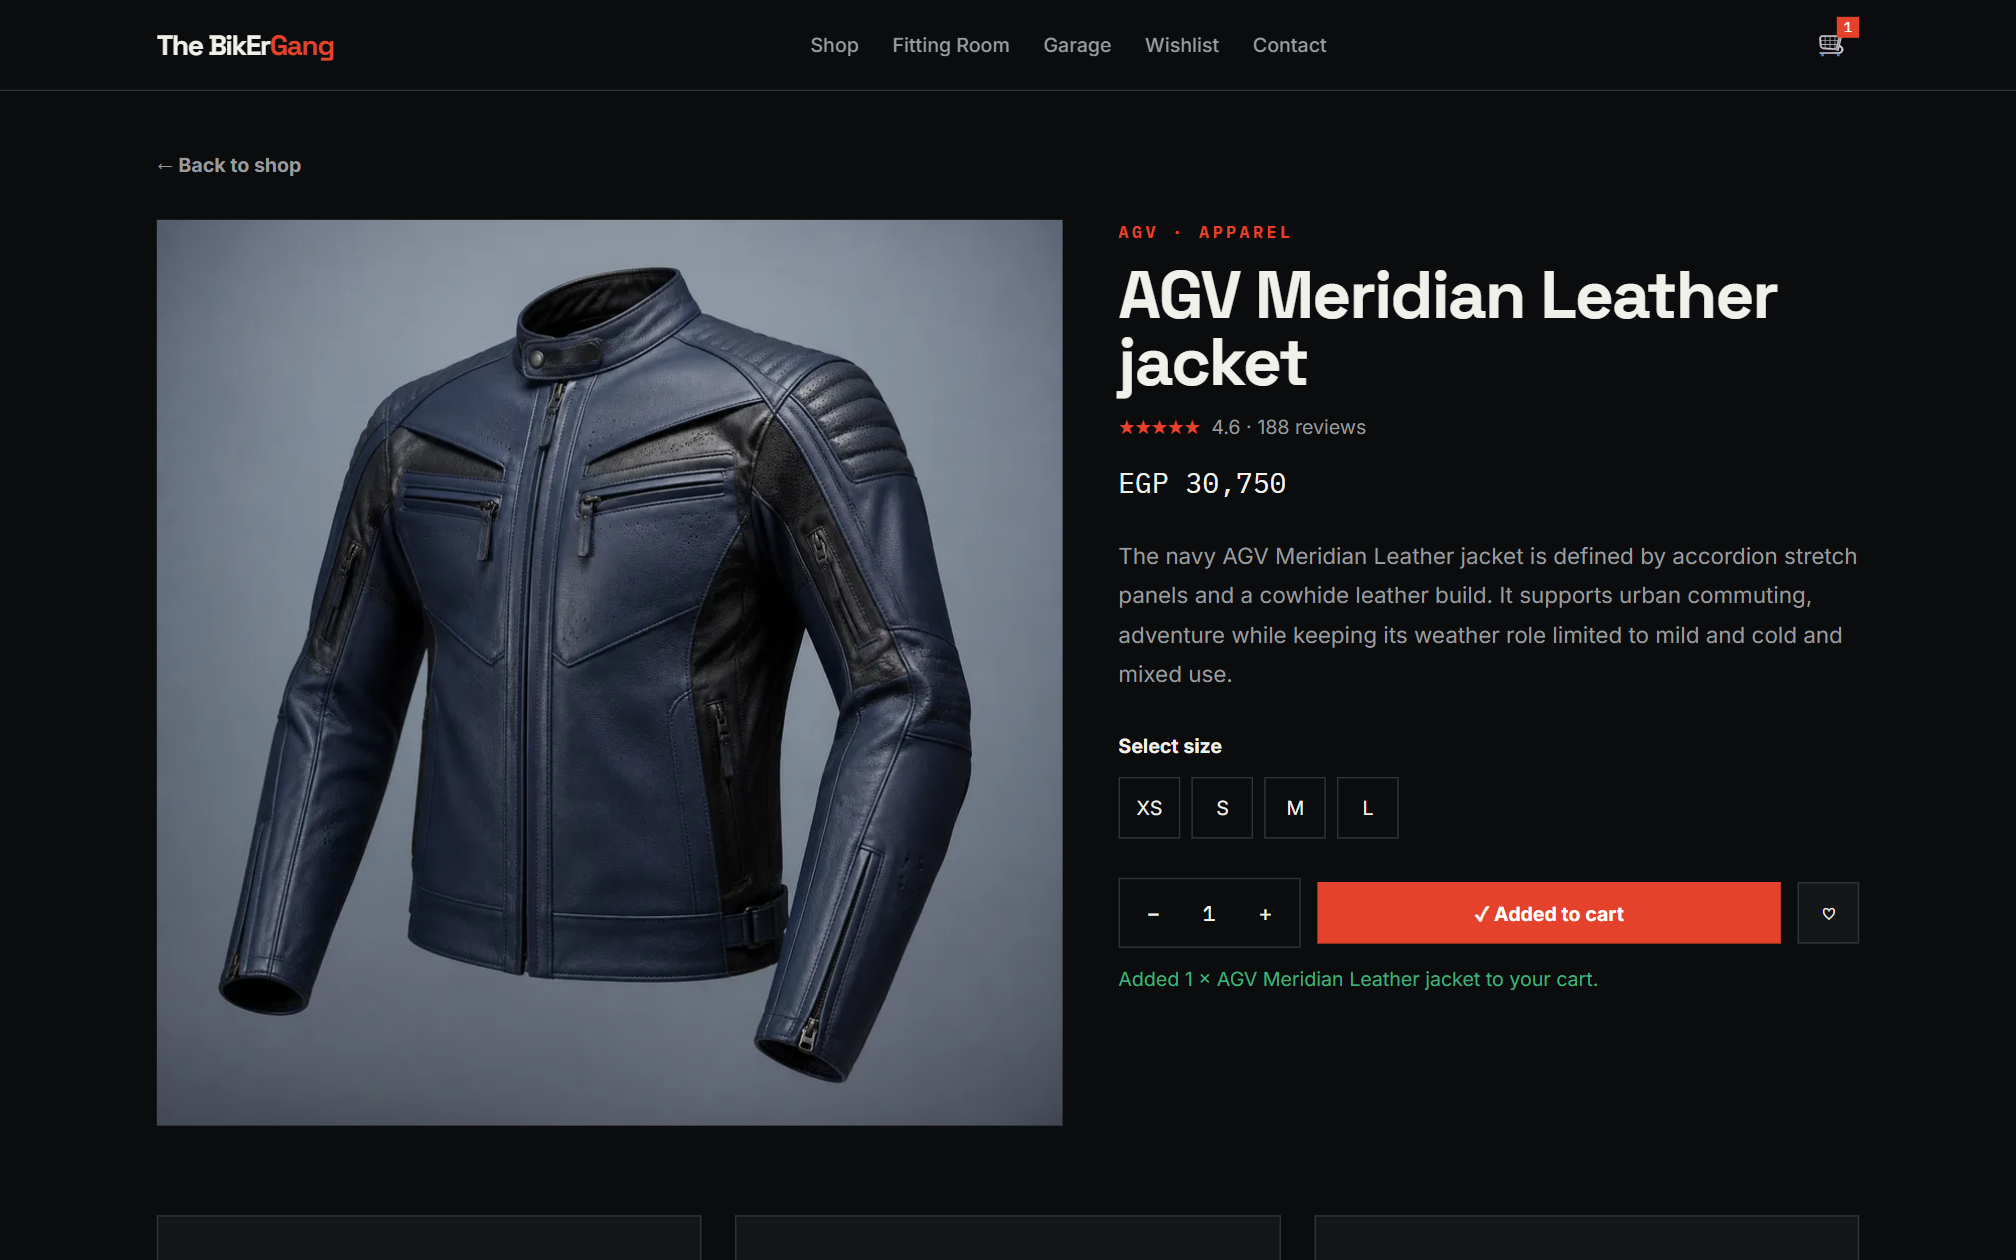 The BikErGang
Shop
Fitting Room
Garage
Wishlist
Contact
1
← Back to shop
AGV · APPAREL
AGV Meridian Leather
jacket
★★★★★ 4.6 · 188 reviews
EGP 30,750
The navy AGV Meridian Leather jacket is defined by accordion stretch
panels and a cowhide leather build. It supports urban commuting,
adventure while keeping its weather role limited to mild and cold and
mixed use.
Select size
XS
S
M
L
− 1 +
✓ Added to cart
♡
Added 1 × AGV Meridian Leather jacket to your cart.